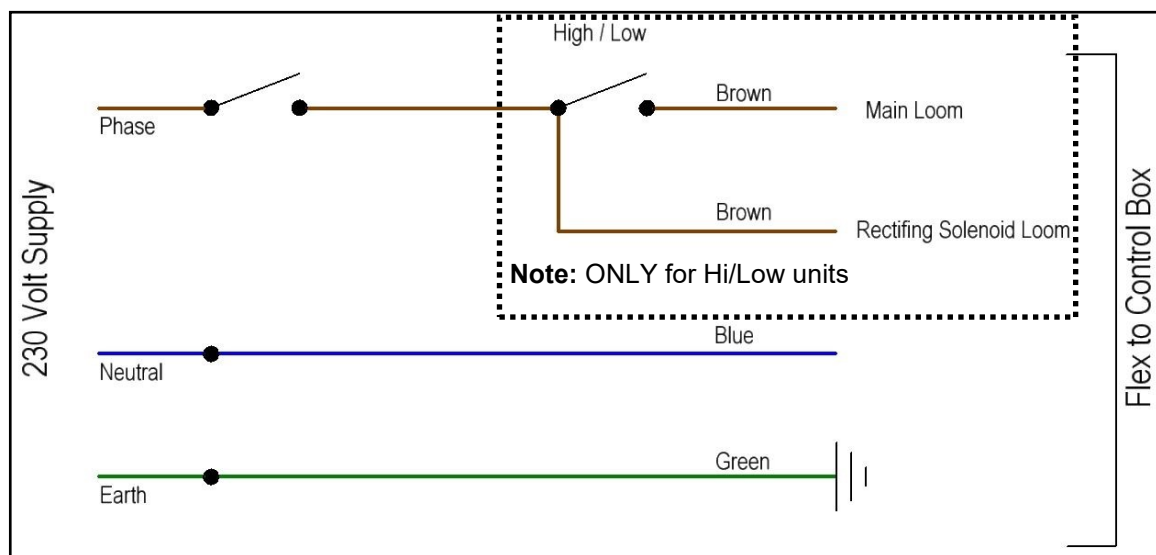 High / Low
Brown
Phase
Main Loom
Brown
Rectifing Solenoid Loom
Note: ONLY for Hi/Low units
230 Volt Supply
Flex to Control Box
Blue
Neutral
Green
Earth